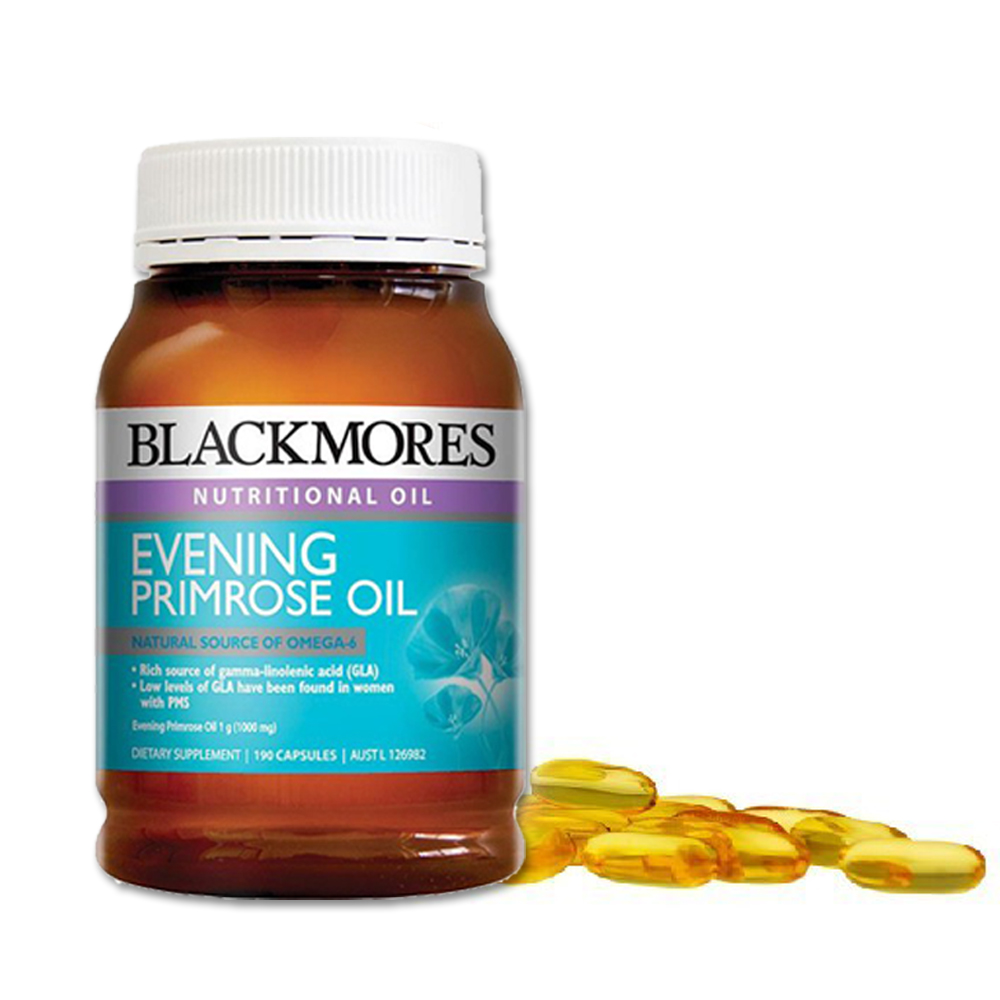 BLACKMORES
NUTRITIONAL OIL
EVENING
PRIMROSE OIL
NATURAL SOURCE OF OMEGA-6
• Rich source of gamma-linolenic acid (GLA)
• Low levels of GLA have been found in women
with PMS
Evening Primrose Oil 1 g (1000 mg)
DIETARY SUPPLEMENT | 190 CAPSULES | AUST L 126982